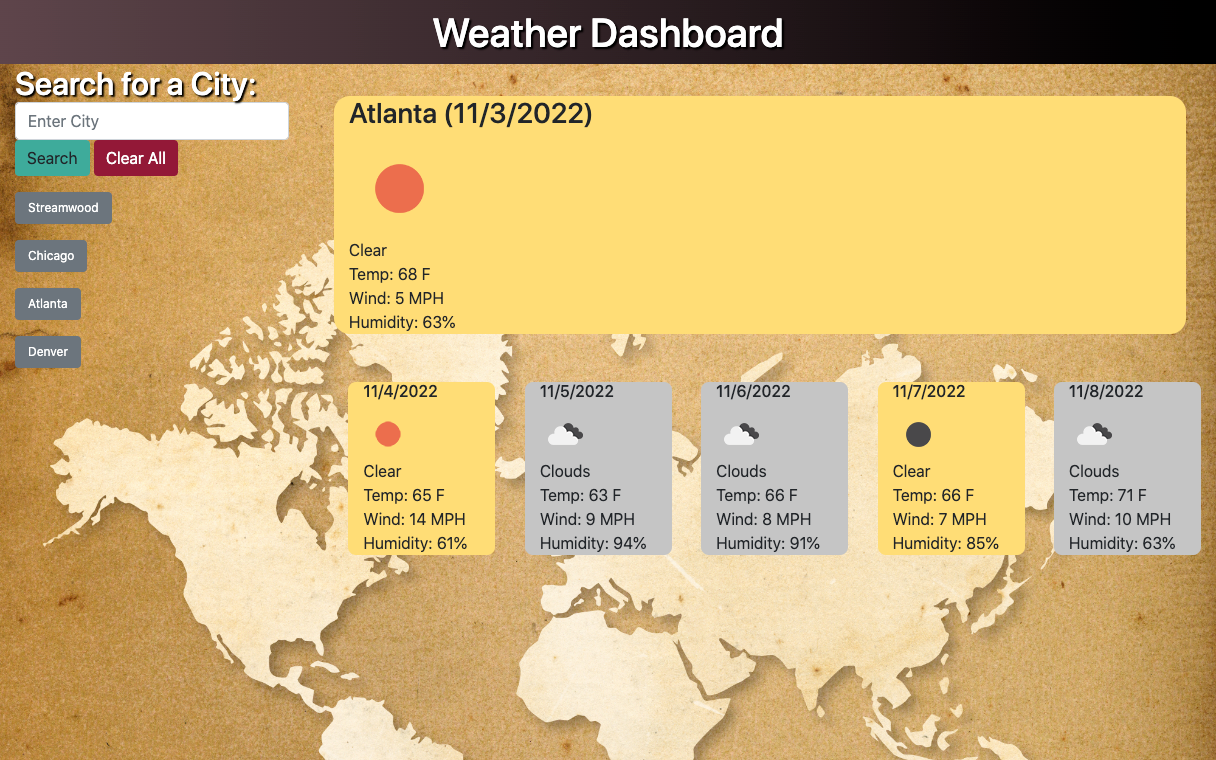 Weather Dashboard
Search for a City:
Enter City
Search
Clear All
Streamwood
Chicago
Atlanta
Denver
Atlanta (11/3/2022)
Clear
Temp: 68 F
Wind: 5 MPH
Humidity: 63%
11/4/2022
Clear
Temp: 65 F
Wind: 14 MPH
Humidity: 61%
11/5/2022
Clouds
Temp: 63 F
Wind: 9 MPH
Humidity: 94%
11/6/2022
Clouds
Temp: 66 F
Wind: 8 MPH
Humidity: 91%
11/7/2022
Clear
Temp: 66 F
Wind: 7 MPH
Humidity: 85%
11/8/2022
Clouds
Temp: 71 F
Wind: 10 MPH
Humidity: 63%